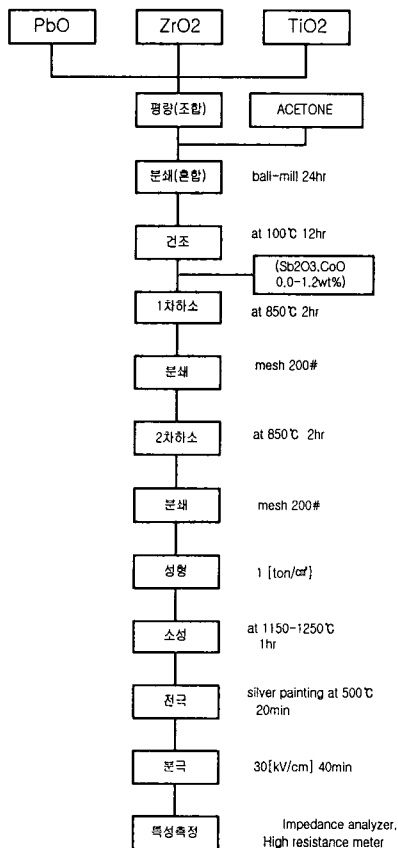 PbO
ZrO2
TiO2
평량(조합)
ACETONE
분쇄(혼합)
ball-mill 24hr
건조
at 100℃ 12hr
(Sb2O3.CoO
0.0-1.2wt%)
1차하소
at 850℃ 2hr
분쇄
mesh 200#
2차하소
at 850℃ 2hr
분쇄
mesh 200#
성형
1 [ton/㎠}
소성
at 1150-1250℃
1hr
전극
silver painting at 500℃
20min
분극
30[kV/cm] 40min
특성측정
Impedance analyzer,
High resistance meter